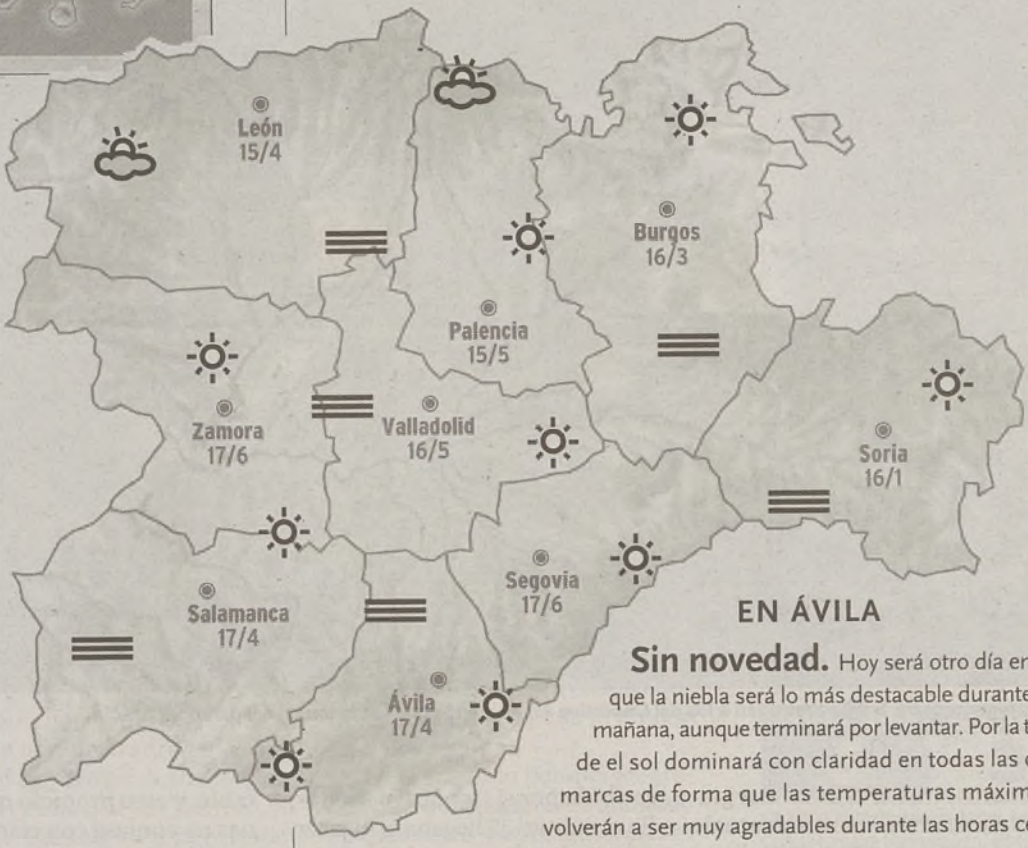 León
15/4
Burgos
16/3
Palencia
15/5
Zamora
17/6
Valladolid
16/5
Soria
16/1
Segovia
17/6
Salamanca
17/4
Ávila
17/4
EN ÁVILA
Sin novedad. Hoy será otro día en
que la niebla será lo más destacable durante
mañana, aunque terminará por levantar. Por la
de el sol dominará con claridad en todas las
marcas de forma que las temperaturas
volverán a ser muy agradables durante las horas